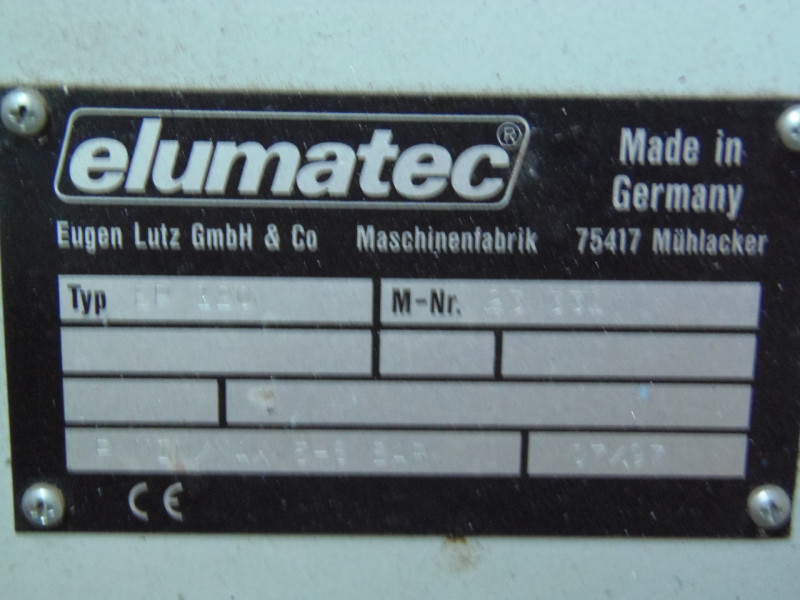 elumatec®
Made in
Germany
Eugen Lutz GmbH & Co Maschinenfabrik 75417 Mühlacker
Typ
M-Nr.
CE